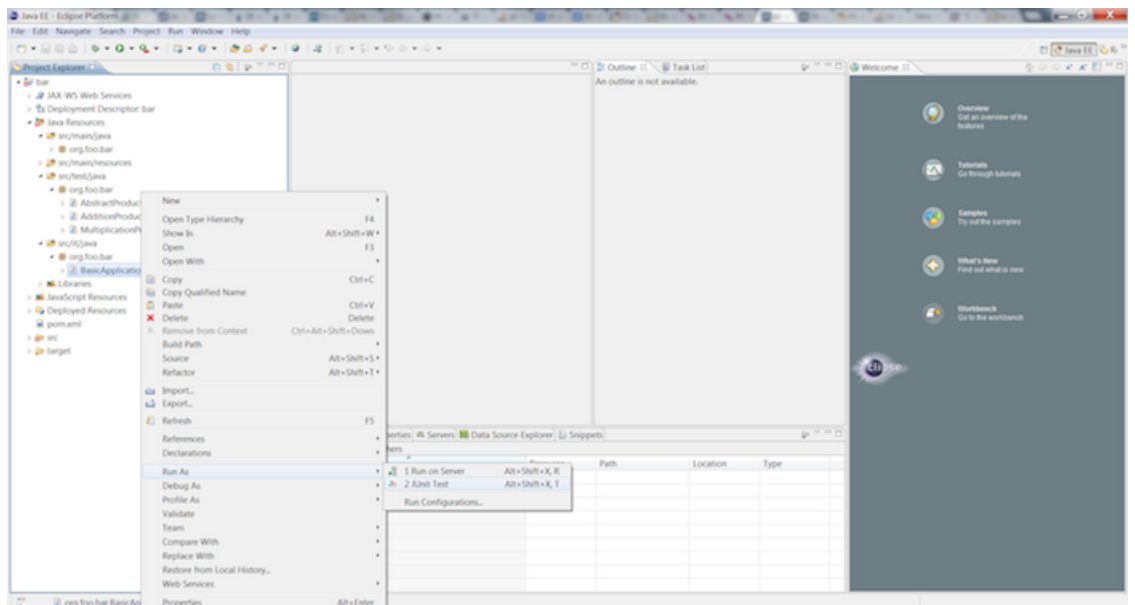 Java EE - Eclipse Platform
File Edit Navigate Search Project Run Window Help
Java EE
Project Explorer
bar
JAX-WS Web Services
Deployment Descriptor: bar
Java Resources
src/main/java
org.foo.bar
src/main/resources
src/test/java
org.foo.bar
AbstractProduc
AdditionProduc
MultiplicationP
src/it/java
org.foo.bar
BasicApplicatio
Libraries
JavaScript Resources
Deployed Resources
pom.xml
src
target
New
Open Type Hierarchy F4
Show In Alt+Shift+W
Open F3
Open With
Copy Ctrl+C
Copy Qualified Name
Paste Ctrl+V
Delete Delete
Remove from Context Ctrl+Alt+Shift+Down
Build Path
Source Alt+Shift+S
Refactor Alt+Shift+T
Import...
Export...
Refresh F5
References
Declarations
Run As
Debug As
Profile As
Validate
Team
Compare With
Replace With
Restore from Local History...
Web Services
Properties Alt+Enter
1 Run on Server Alt+Shift+X, R
2 JUnit Test Alt+Shift+X, T
Run Configurations...
Outline Task List
An outline is not available.
erties Servers Data Source Explorer Snippets
hers
Path Location Type
Welcome
Overview
Get an overview of the
features
Tutorials
Go through tutorials
Samples
Try out the samples
What's New
Find out what is new
Workbench
Go to the workbench
eclipse
org.foo.bar.BasicAp